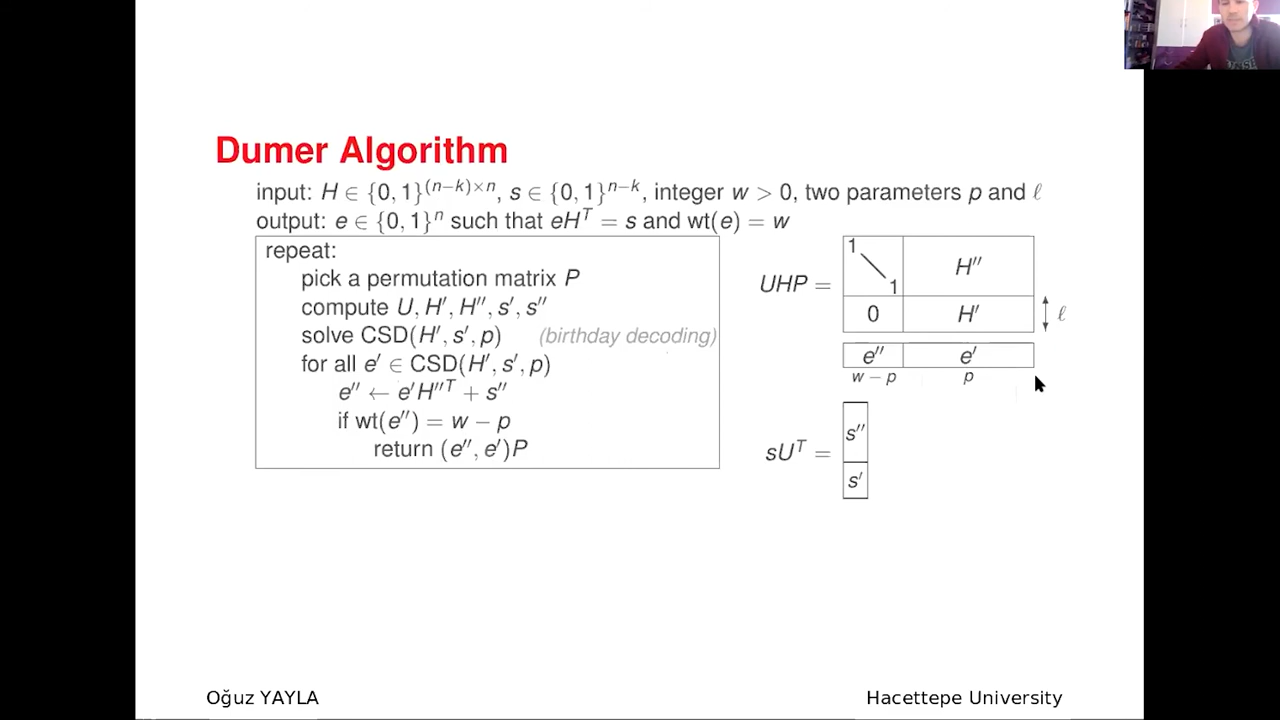 Dumer Algorithm
input: H ∈ {0, 1}^{(n−k)×n}, s ∈ {0, 1}^{n−k}, integer w > 0, two parameters p and ℓ
output: e ∈ {0, 1}^n such that eH^T = s and wt(e) = w
repeat:
pick a permutation matrix P
compute U, H′, H″, s′, s″
solve CSD(H′, s′, p) (birthday decoding)
for all e′ ∈ CSD(H′, s′, p)
e″ ← e′H″^T + s″
if wt(e″) = w − p
return (e″, e′)P
1
H″
UHP =
1
0 H′ ℓ
e″ e′
w − p p
s″
sU^T =
s′
Oğuz YAYLA
Hacettepe University